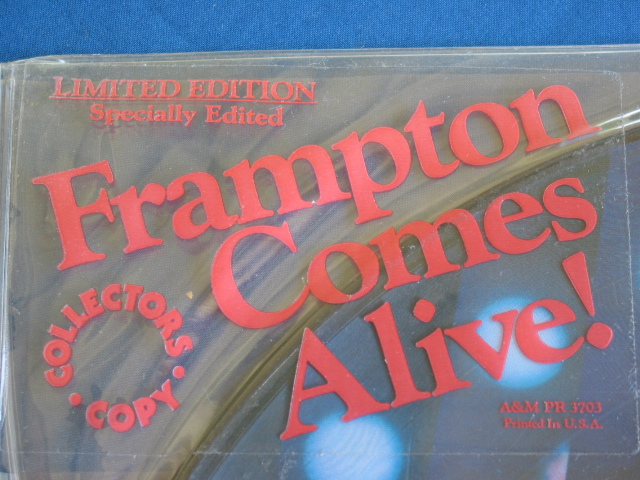 LIMITED EDITION
Specially Edited
Frampton
Comes
Alive!
COLLECTORS
COPY
A&M PR 3703
Printed In U.S.A.